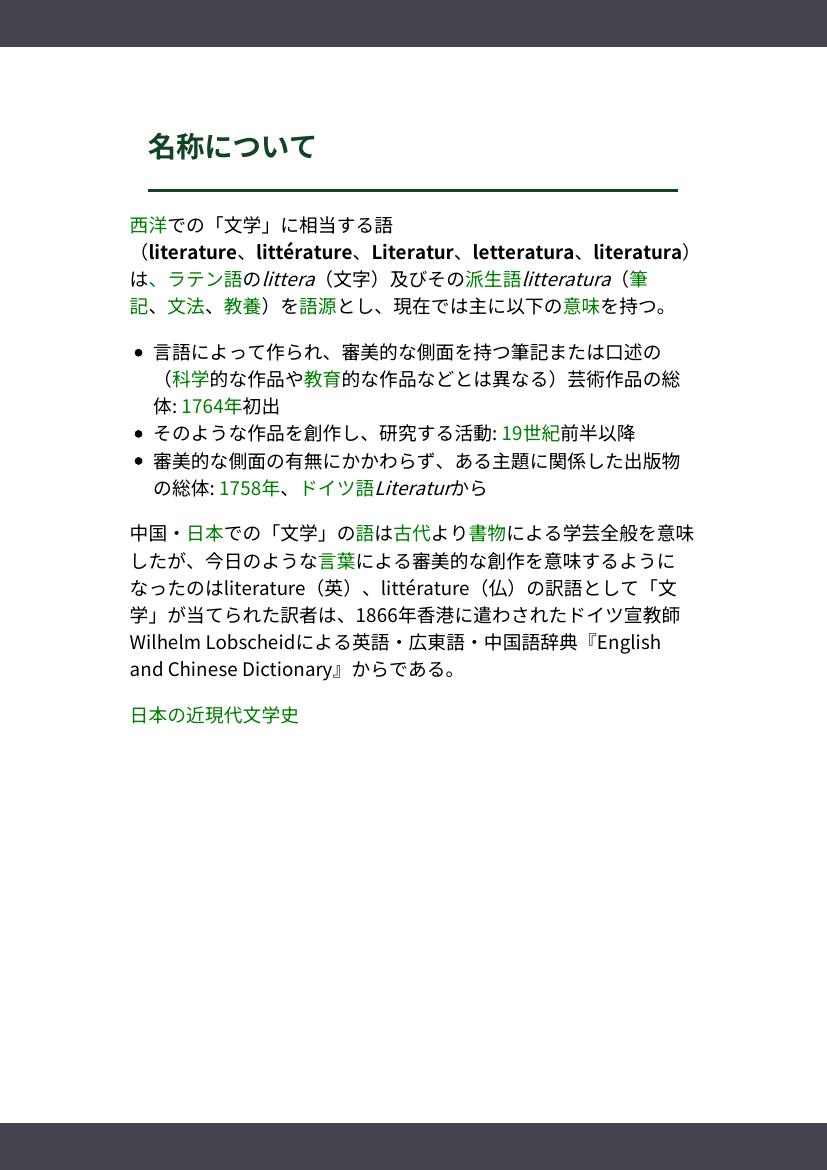 名称について
西洋での「文学」に相当する語
（literature、littérature、Literatur、letteratura、literatura）
は、ラテン語のlittera（文字）及びその派生語litteratura（筆
記、文法、教養）を語源とし、現在では主に以下の意味を持つ。
• 言語によって作られ、審美的な側面を持つ筆記または口述の
（科学的な作品や教育的な作品などとは異なる）芸術作品の総
体: 1764年初出
• そのような作品を創作し、研究する活動: 19世紀前半以降
• 審美的な側面の有無にかかわらず、ある主題に関係した出版物
の総体: 1758年、ドイツ語Literaturから
中国・日本での「文学」の語は古代より書物による学芸全般を意味
したが、今日のような言葉による審美的な創作を意味するように
なったのはliterature（英）、littérature（仏）の訳語として「文
学」が当てられた訳者は、1866年香港に遣わされたドイツ宣教師
Wilhelm Lobscheidによる英語・広東語・中国語辞典『English
and Chinese Dictionary』からである。
日本の近現代文学史